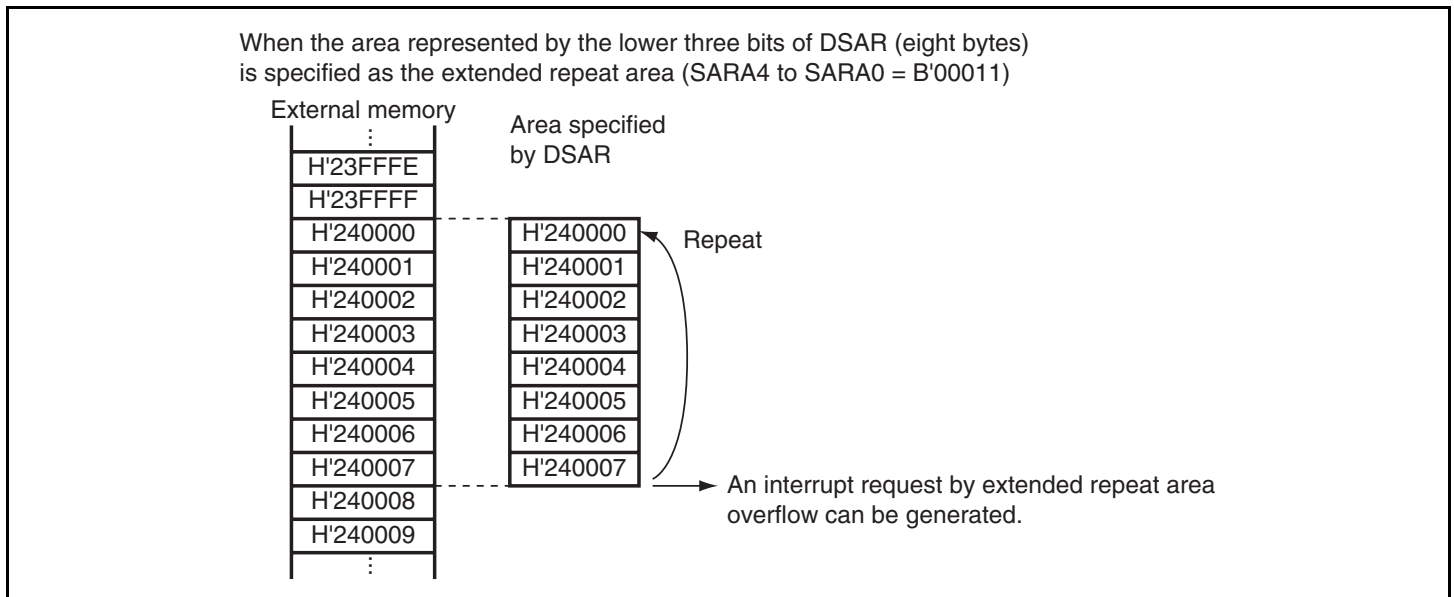 When the area represented by the lower three bits of DSAR (eight bytes)
is specified as the extended repeat area (SARA4 to SARA0 = B'00011)
External memory
Area specified
by DSAR
⋮
H'23FFFE
H'23FFFF
H'240000
H'240001
H'240002
H'240003
H'240004
H'240005
H'240006
H'240007
H'240008
H'240009
⋮
H'240000
H'240001
H'240002
H'240003
H'240004
H'240005
H'240006
H'240007
Repeat
An interrupt request by extended repeat area
overflow can be generated.